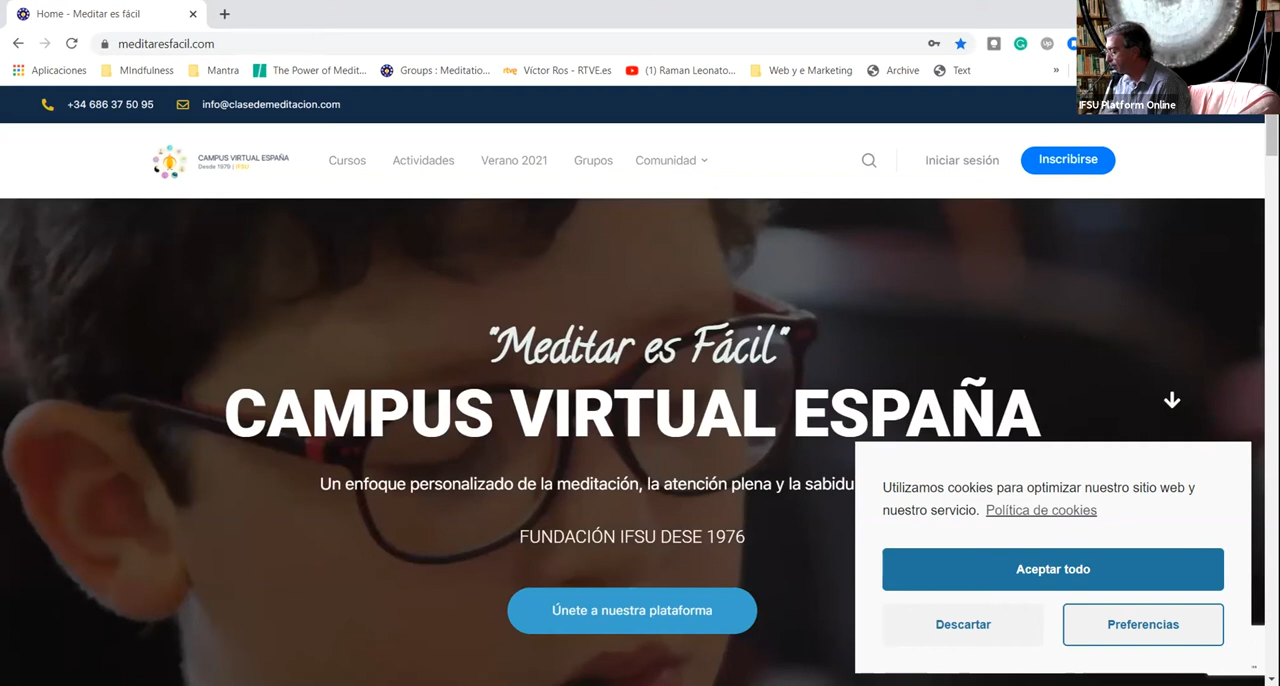 Home - Meditar es fácil
meditaresfacil.com
Aplicaciones MIndfulness Mantra The Power of Medit... Groups : Meditatio... rtve Víctor Ros - RTVE.es (1) Raman Leonato... Web y e Marketing Archive Text »
IFSU Platform Online
+34 686 37 50 95 info@clasedemeditacion.com
CAMPUS VIRTUAL ESPAÑA
Desde 1979 | IFSU
Cursos Actividades Verano 2021 Grupos Comunidad Iniciar sesión Inscribirse
"Meditar es Fácil"
CAMPUS VIRTUAL ESPAÑA
Un enfoque personalizado de la meditación, la atención plena y la sabidu
FUNDACIÓN IFSU DESE 1976
Únete a nuestra plataforma
Utilizamos cookies para optimizar nuestro sitio web y
nuestro servicio. Política de cookies
Aceptar todo
Descartar Preferencias